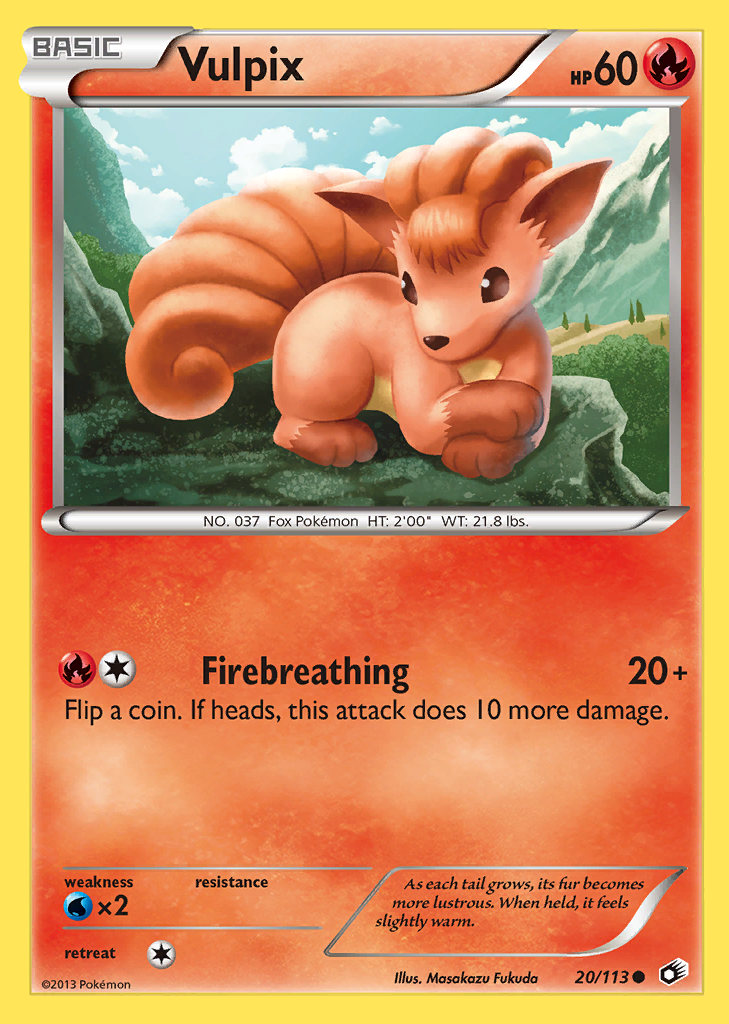 BASIC
Vulpix
HP60
NO. 037 Fox Pokémon HT: 2'00" WT: 21.8 lbs.
Firebreathing 20+
Flip a coin. If heads, this attack does 10 more damage.
weakness resistance
×2
retreat
As each tail grows, its fur becomes
more lustrous. When held, it feels
slightly warm.
©2013 Pokémon
Illus. Masakazu Fukuda
20/113